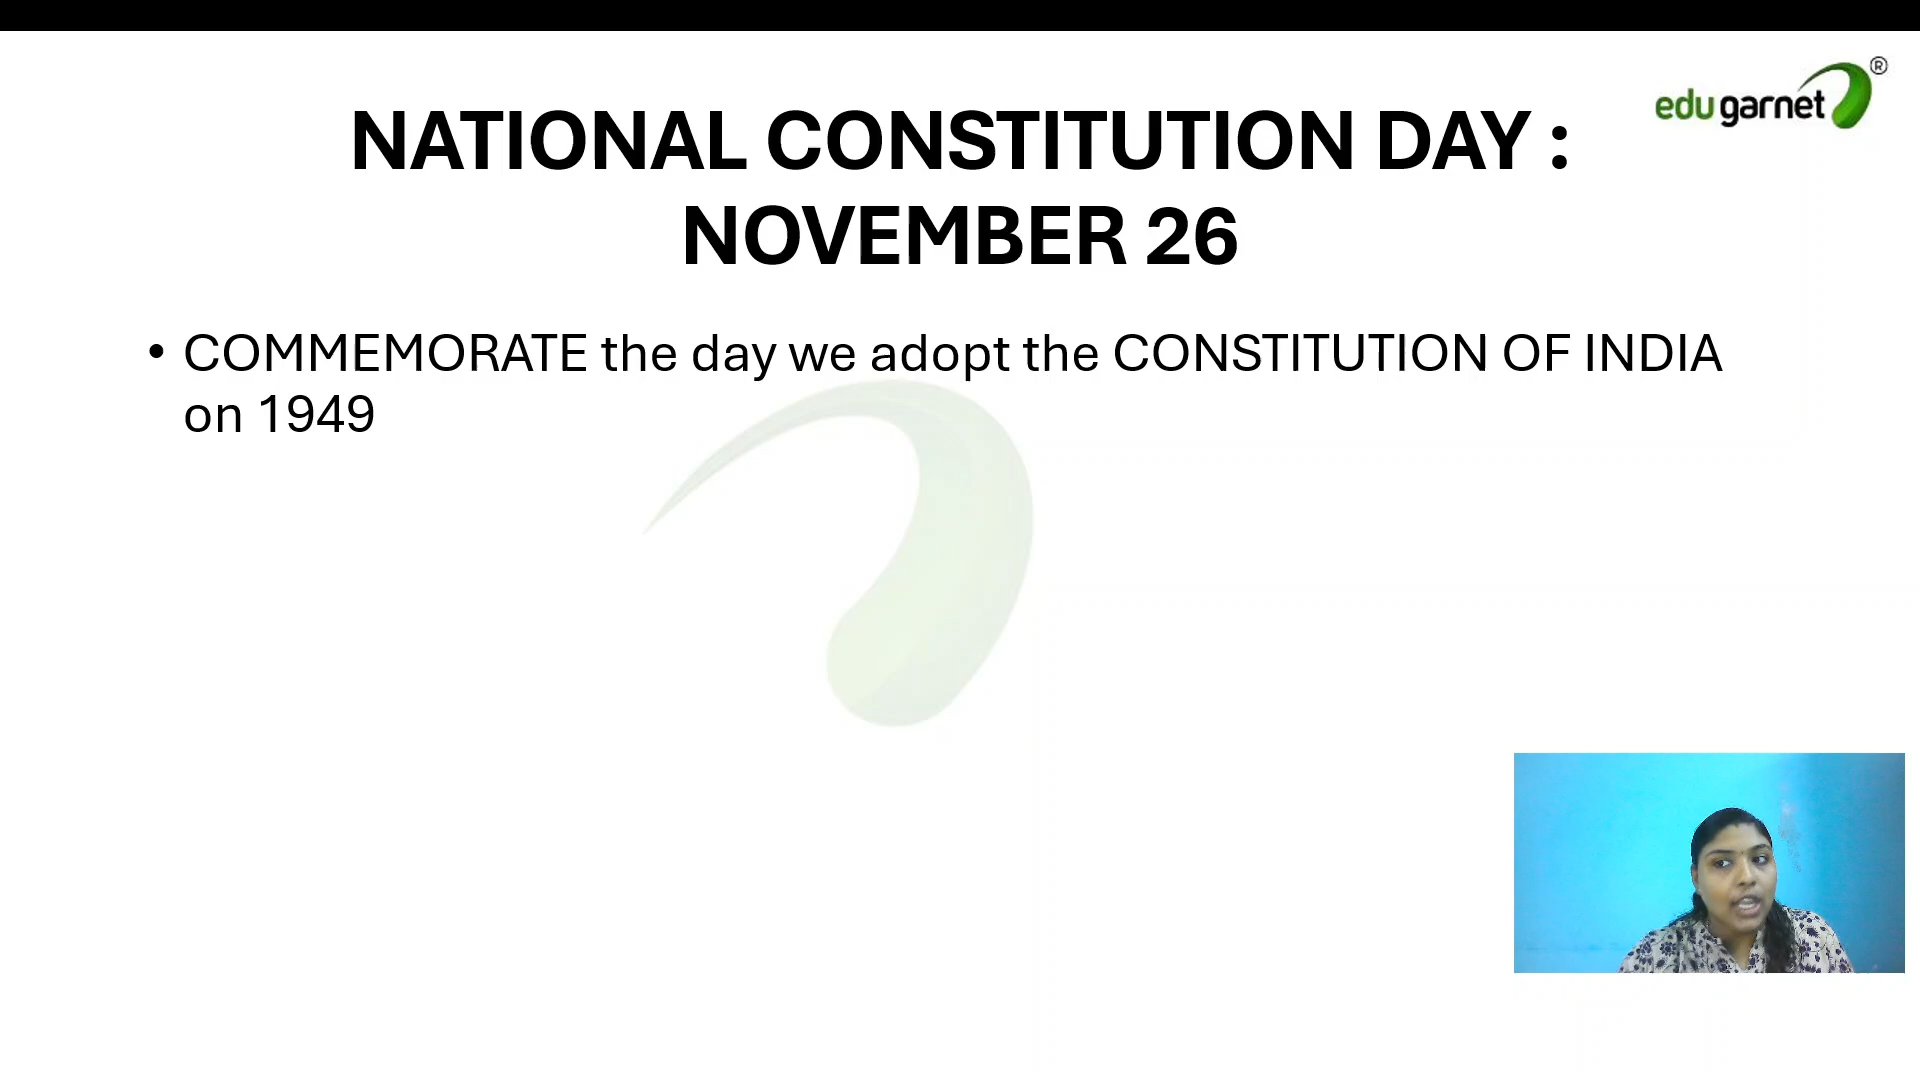 edu garnet ®
NATIONAL CONSTITUTION DAY :
NOVEMBER 26
• COMMEMORATE the day we adopt the CONSTITUTION OF INDIA
on 1949